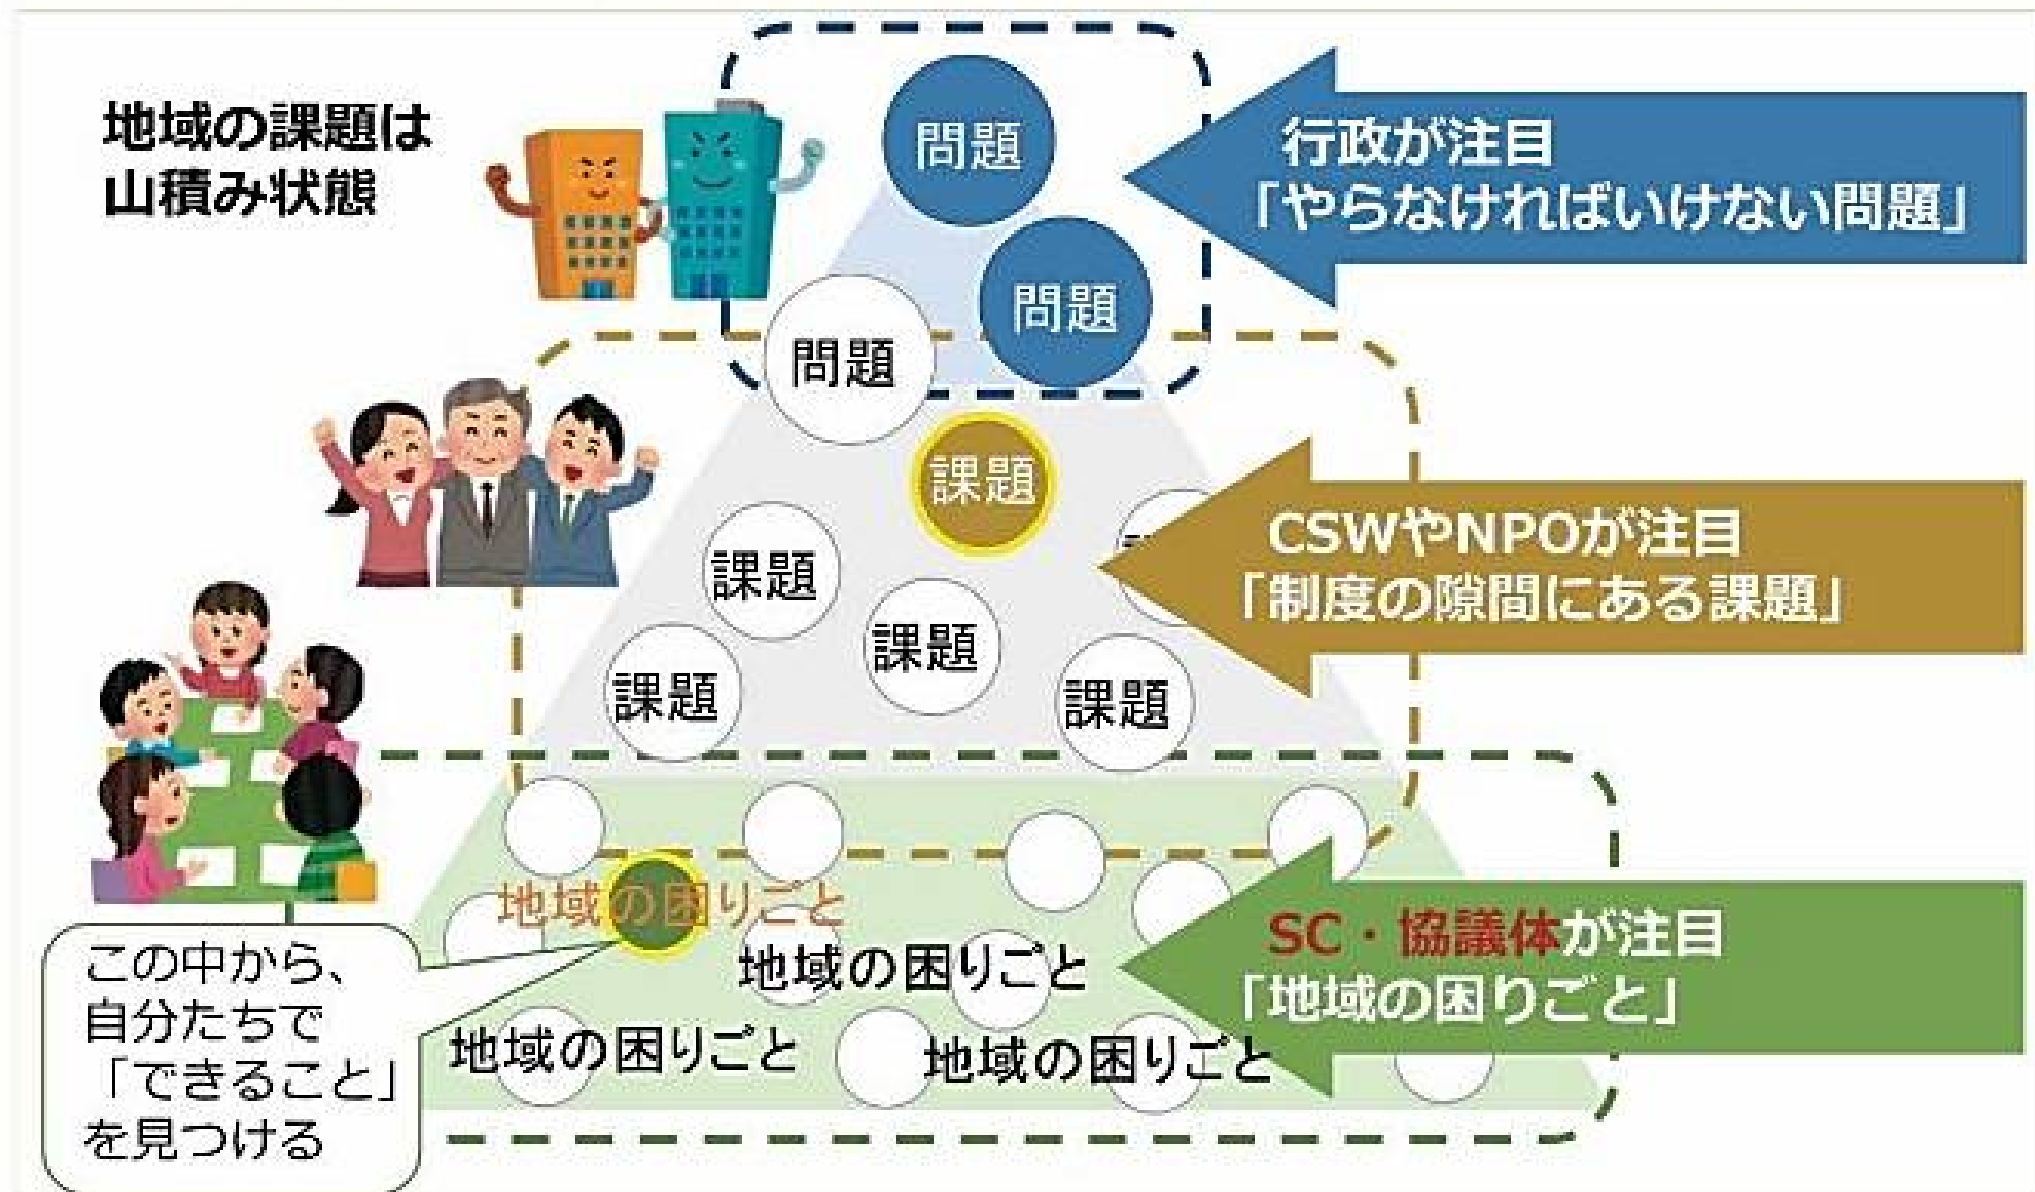 地域の課題は
山積み状態
問題
行政が注目
「やらなければいけない問題」
問題
問題
課題
CSWやNPOが注目
「制度の隙間にある課題」
課題
課題
課題
課題
地域の困りごと
SC・協議体が注目
「地域の困りごと」
地域の困りごと
地域の困りごと
地域の困りごと
この中から、
自分たちで
「できること」
を見つける